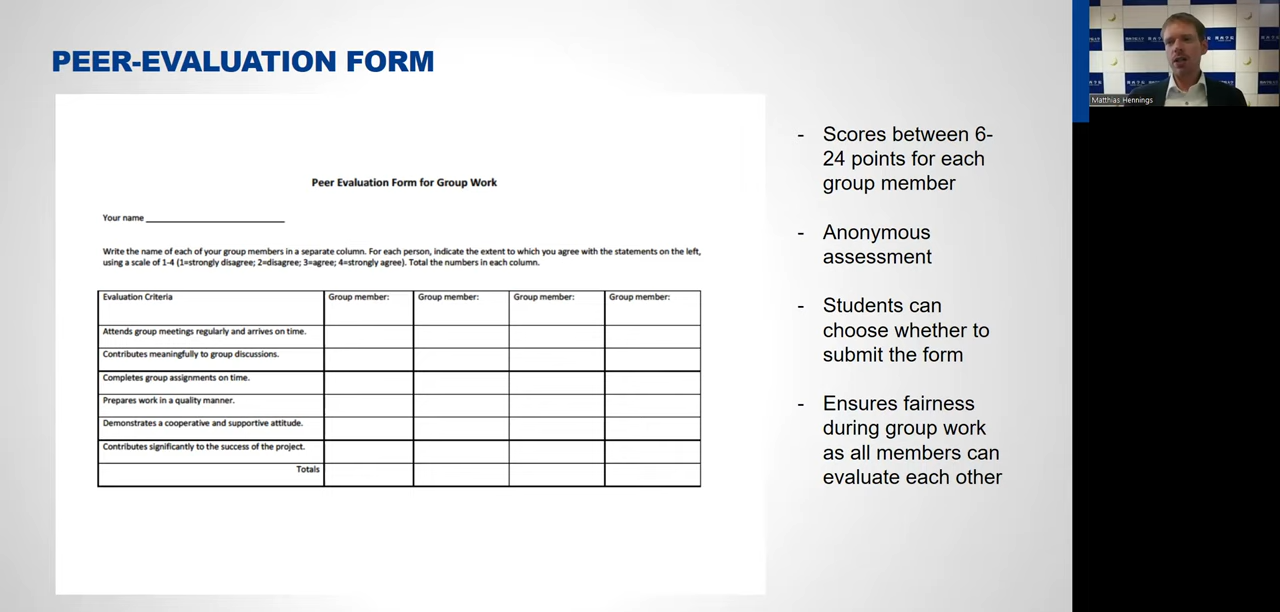 PEER-EVALUATION FORM
Peer Evaluation Form for Group Work
Your name
Write the name of each of your group members in a separate column. For each person, indicate the extent to which you agree with the statements on the left,
using a scale of 1-4 (1=strongly disagree; 2=disagree; 3=agree; 4=strongly agree). Total the numbers in each column.
Evaluation Criteria Group member: Group member: Group member: Group member:
Attends group meetings regularly and arrives on time.
Contributes meaningfully to group discussions.
Completes group assignments on time.
Prepares work in a quality manner.
Demonstrates a cooperative and supportive attitude.
Contributes significantly to the success of the project.
Totals
- Scores between 6-
24 points for each
group member
- Anonymous
assessment
- Students can
choose whether to
submit the form
- Ensures fairness
during group work
as all members can
evaluate each other
Matthias Hennings